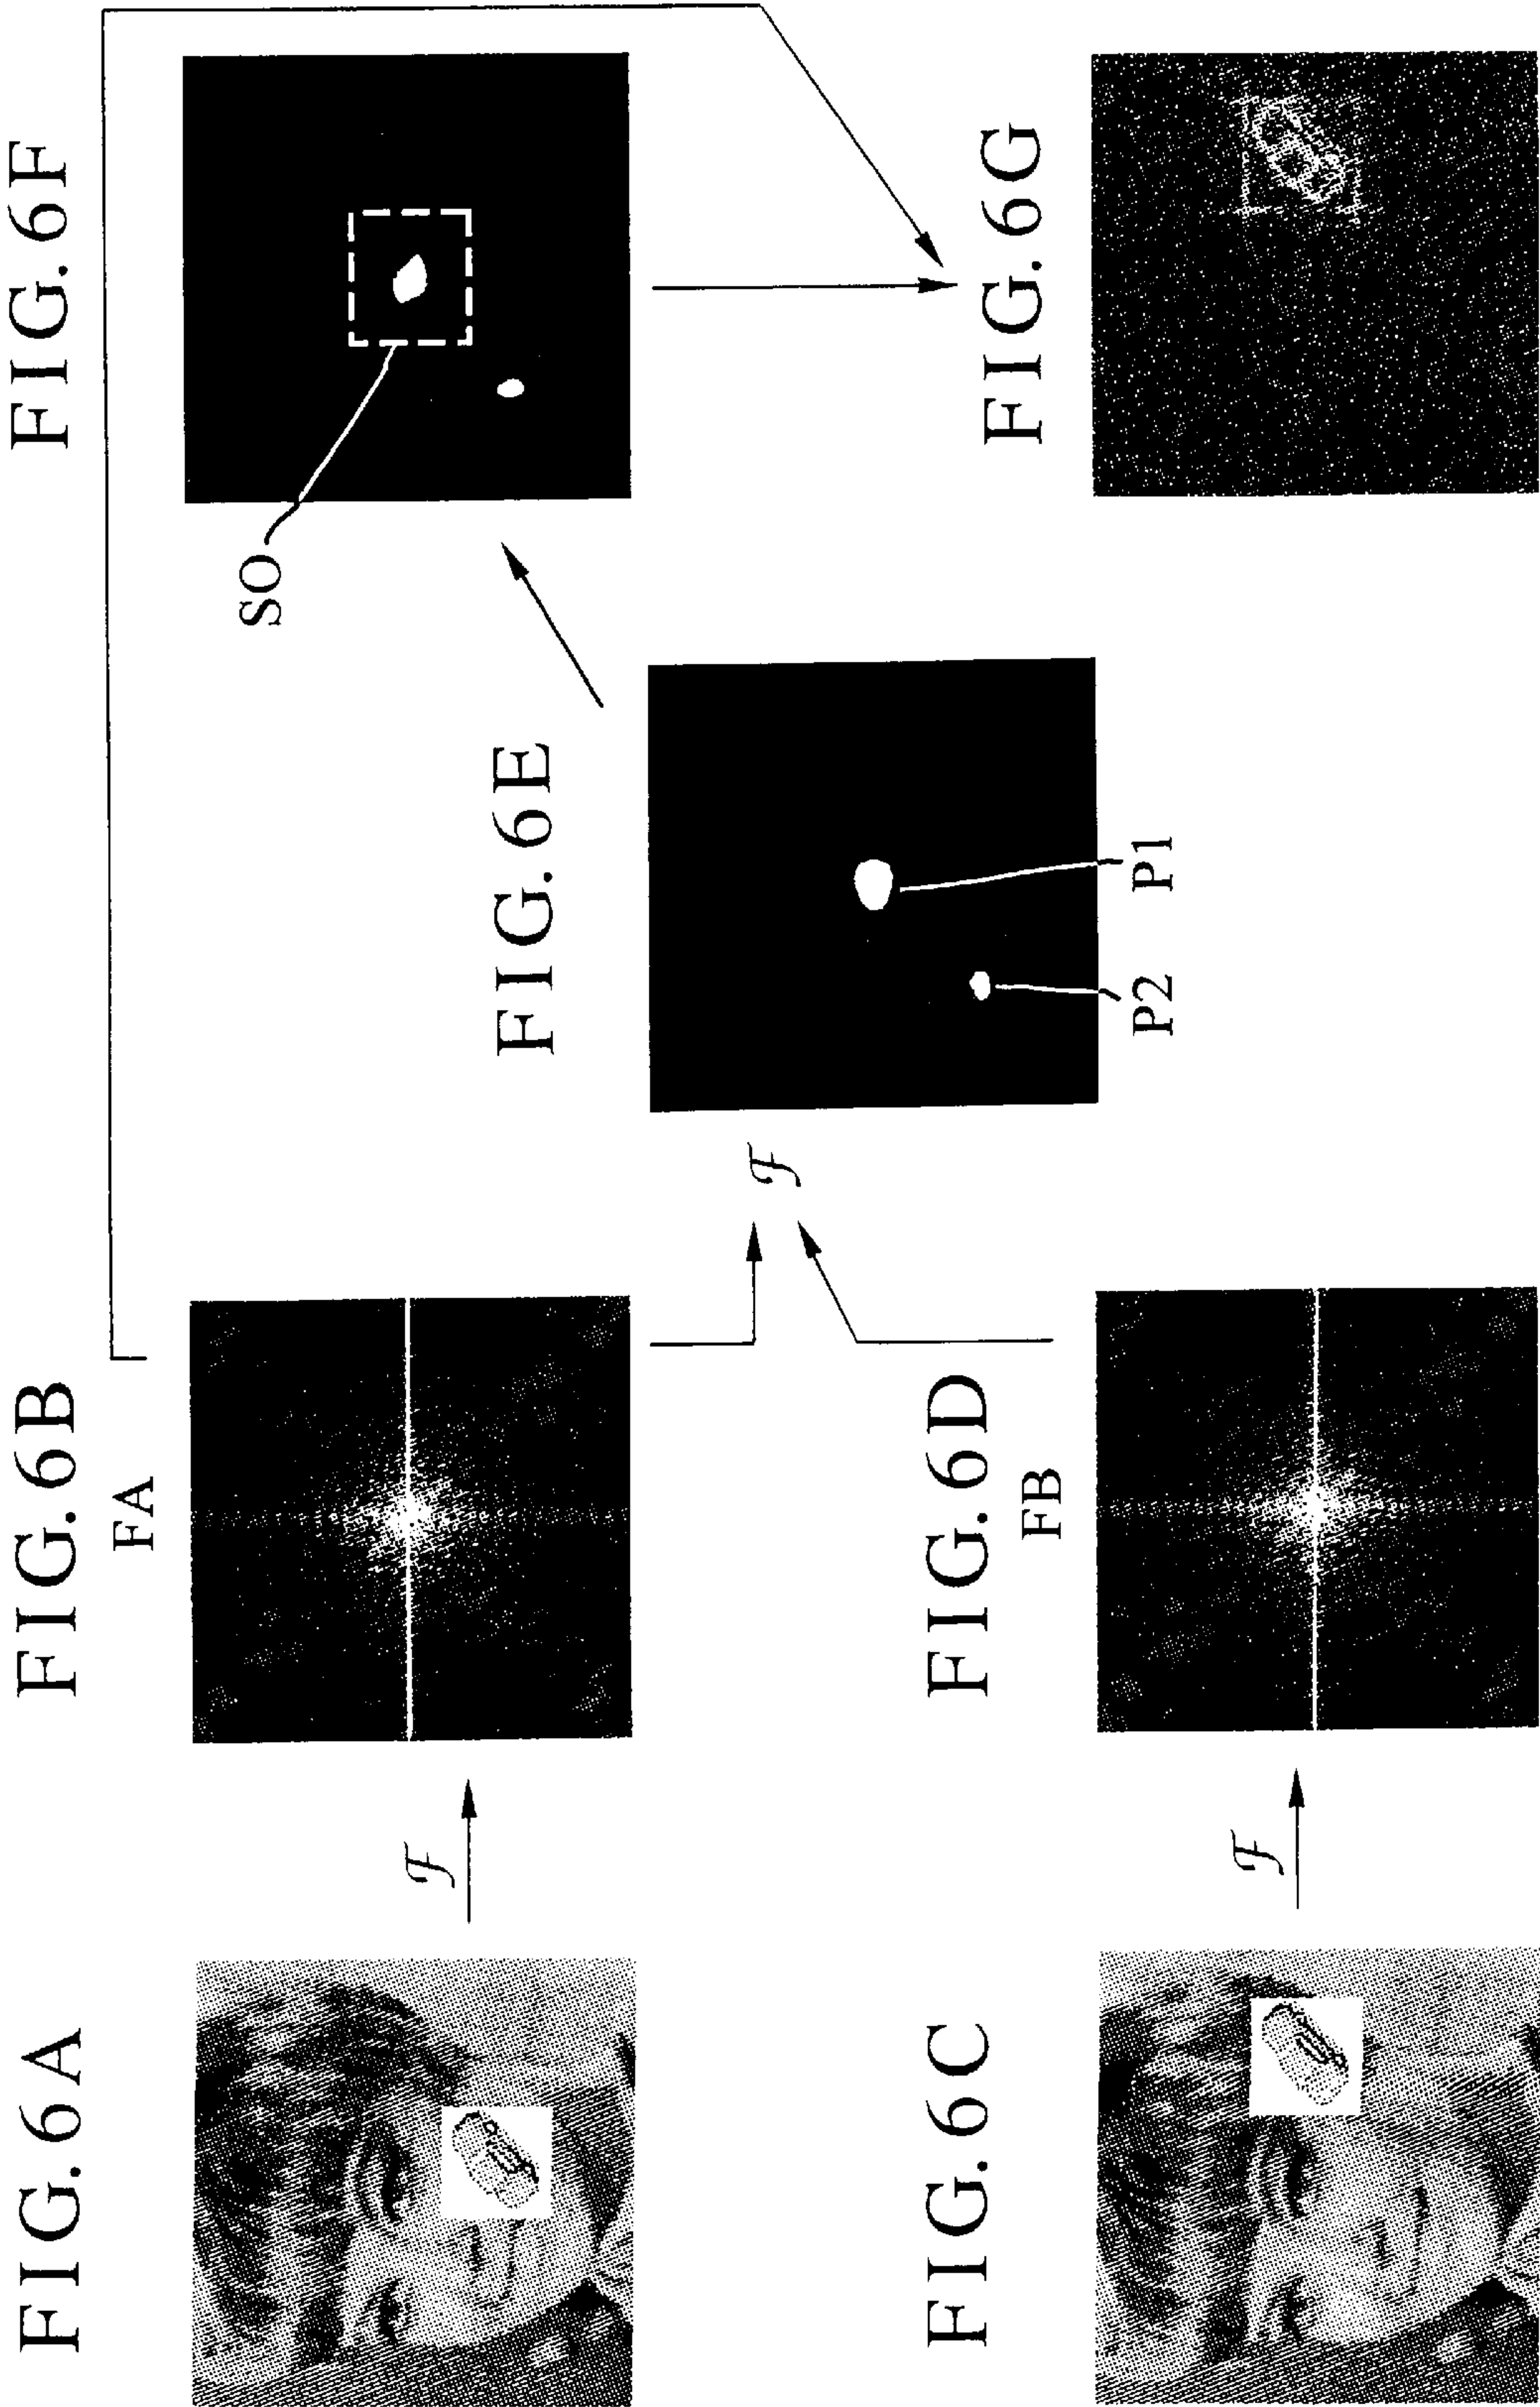 FIG. 6A
ℱ
FIG. 6B
FA
FIG. 6C
ℱ
FIG. 6D
FB
ℱ
FIG. 6E
P2
P1
FIG. 6F
SO
FIG. 6G